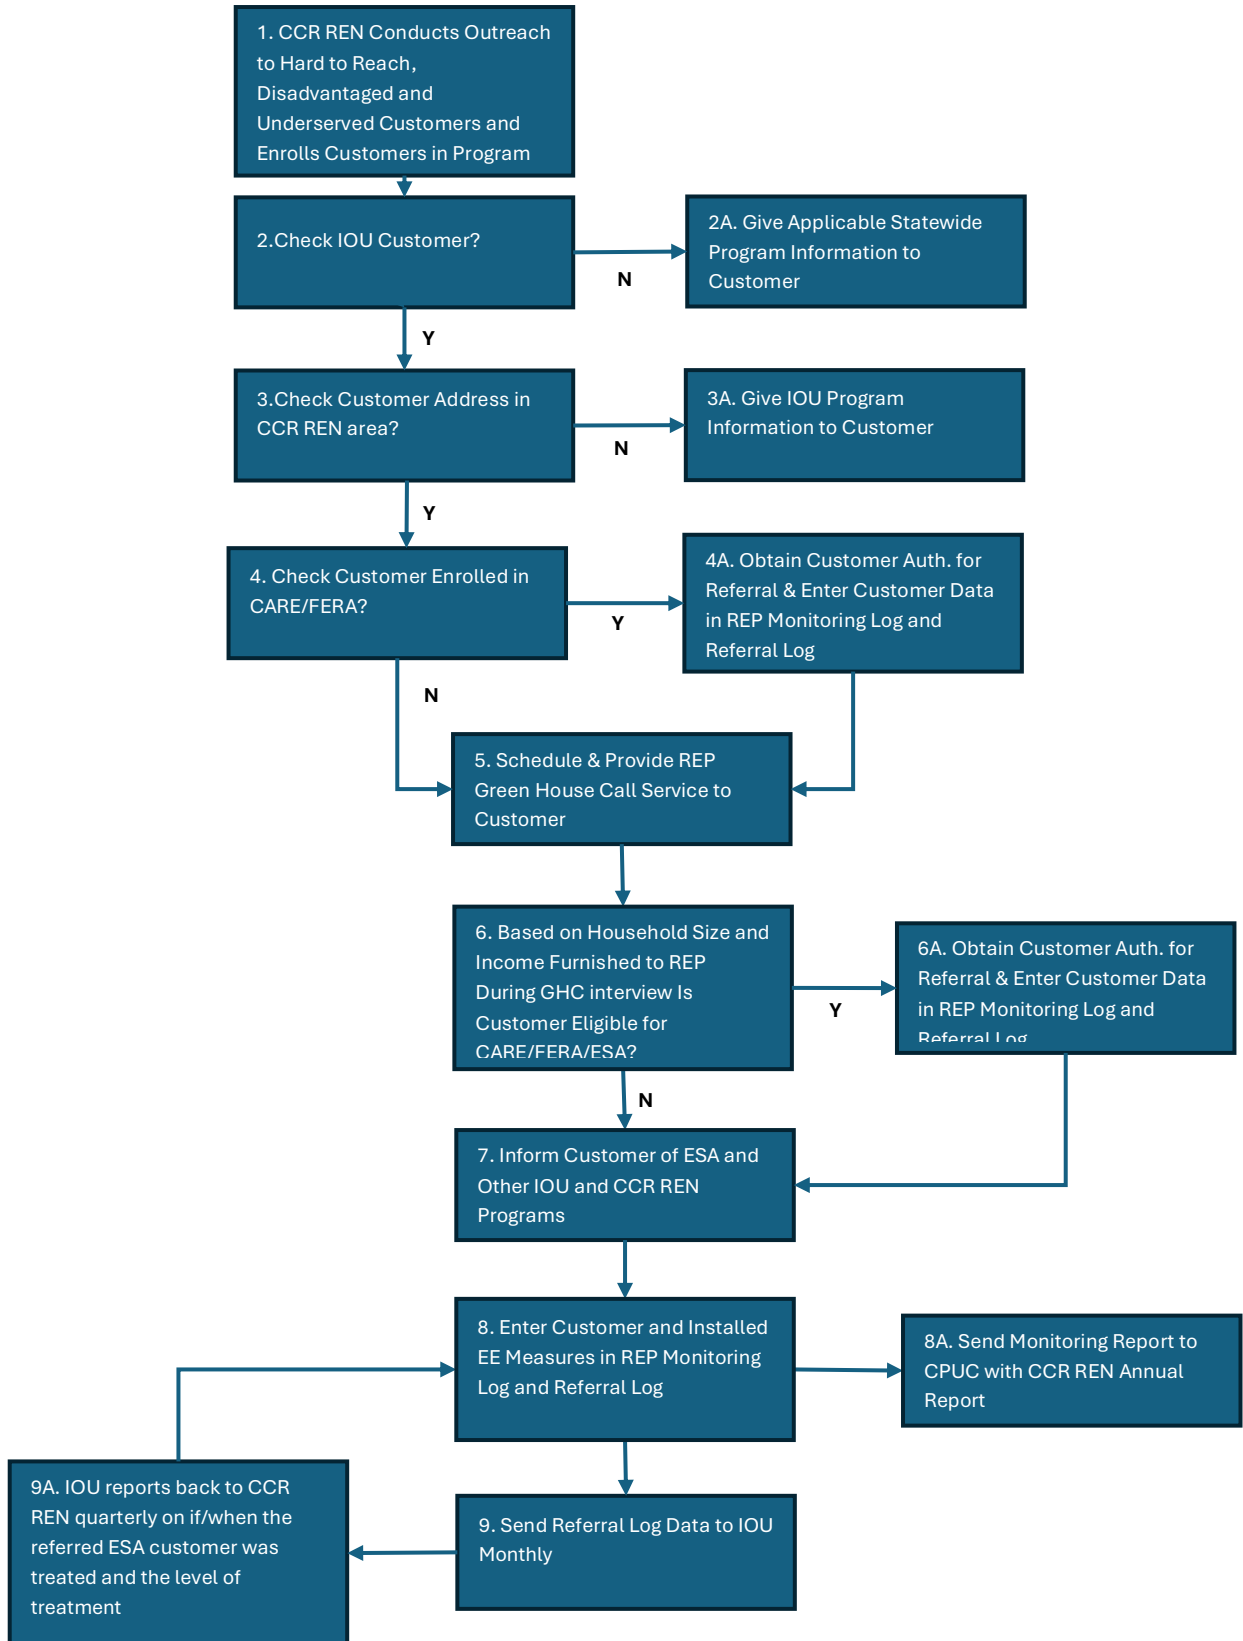 1. CCR REN Conducts Outreach
to Hard to Reach,
Disadvantaged and
Underserved Customers and
Enrolls Customers in Program
2.Check IOU Customer?
N
2A. Give Applicable Statewide
Program Information to
Customer
Y
3.Check Customer Address in
CCR REN area?
N
3A. Give IOU Program
Information to Customer
Y
4. Check Customer Enrolled in
CARE/FERA?
Y
4A. Obtain Customer Auth. for
Referral & Enter Customer Data
in REP Monitoring Log and
Referral Log
N
5. Schedule & Provide REP
Green House Call Service to
Customer
6. Based on Household Size and
Income Furnished to REP
During GHC interview Is
Customer Eligible for
CARE/FERA/ESA?
Y
6A. Obtain Customer Auth. for
Referral & Enter Customer Data
in REP Monitoring Log and
Referral Log
N
7. Inform Customer of ESA and
Other IOU and CCR REN
Programs
8. Enter Customer and Installed
EE Measures in REP Monitoring
Log and Referral Log
8A. Send Monitoring Report to
CPUC with CCR REN Annual
Report
9A. IOU reports back to CCR
REN quarterly on if/when the
referred ESA customer was
treated and the level of
treatment
9. Send Referral Log Data to IOU
Monthly